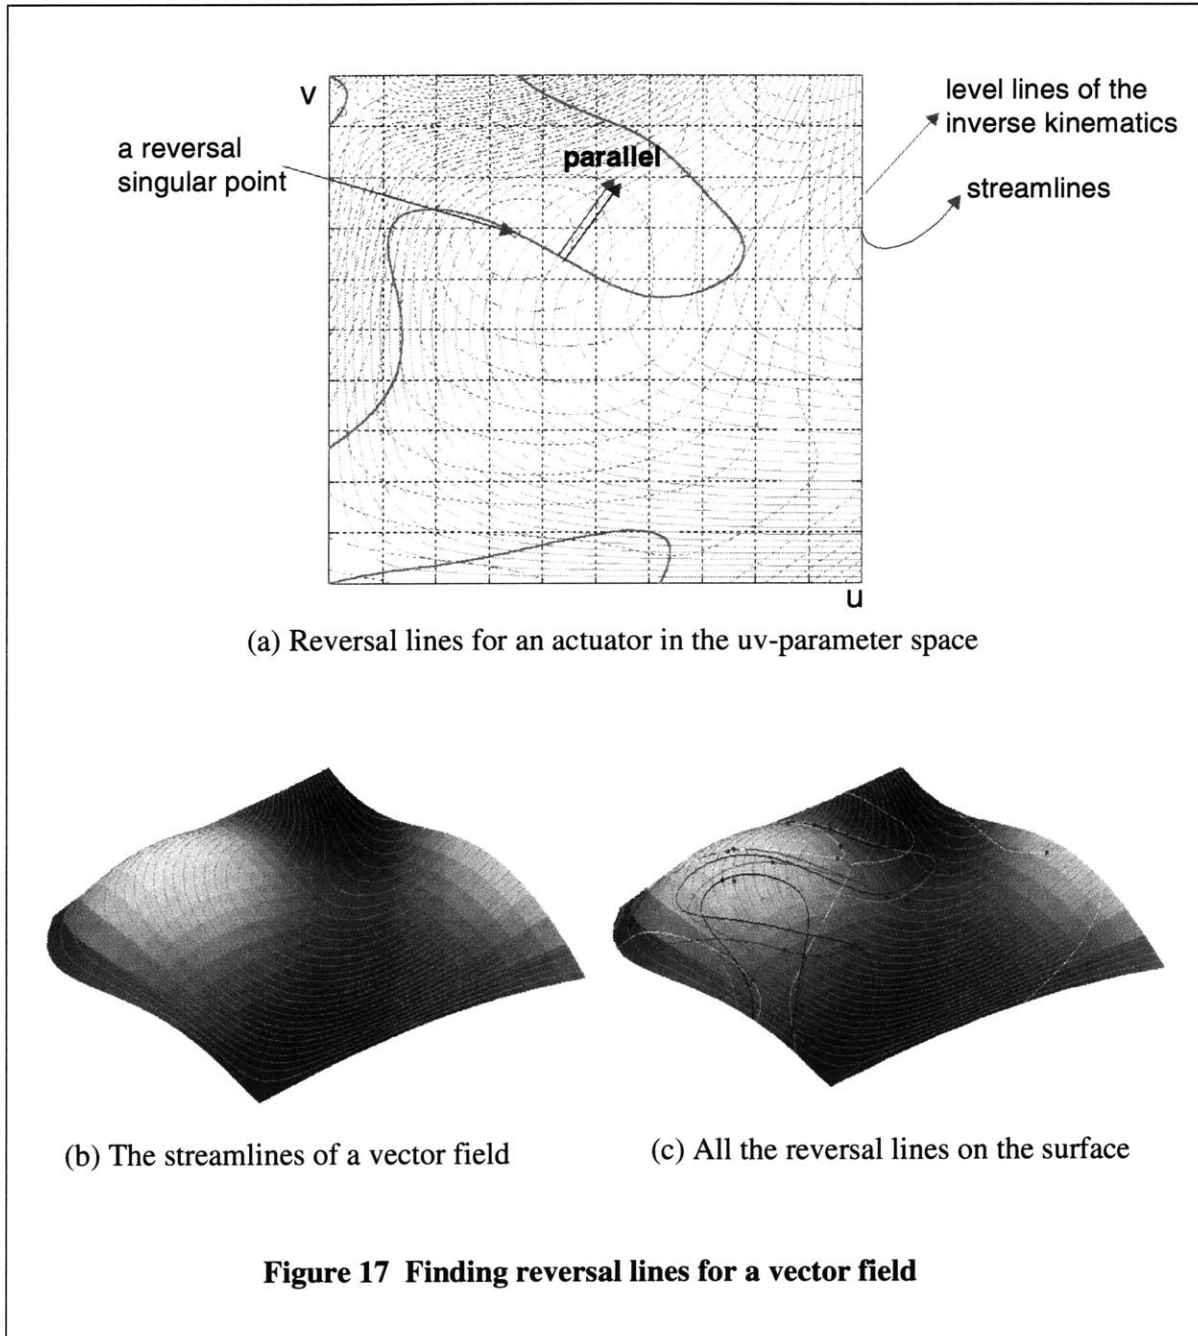 v
level lines of the
inverse kinematics
a reversal
singular point
parallel
streamlines
u
(a) Reversal lines for an actuator in the uv-parameter space
(b) The streamlines of a vector field
(c) All the reversal lines on the surface
Figure 17 Finding reversal lines for a vector field